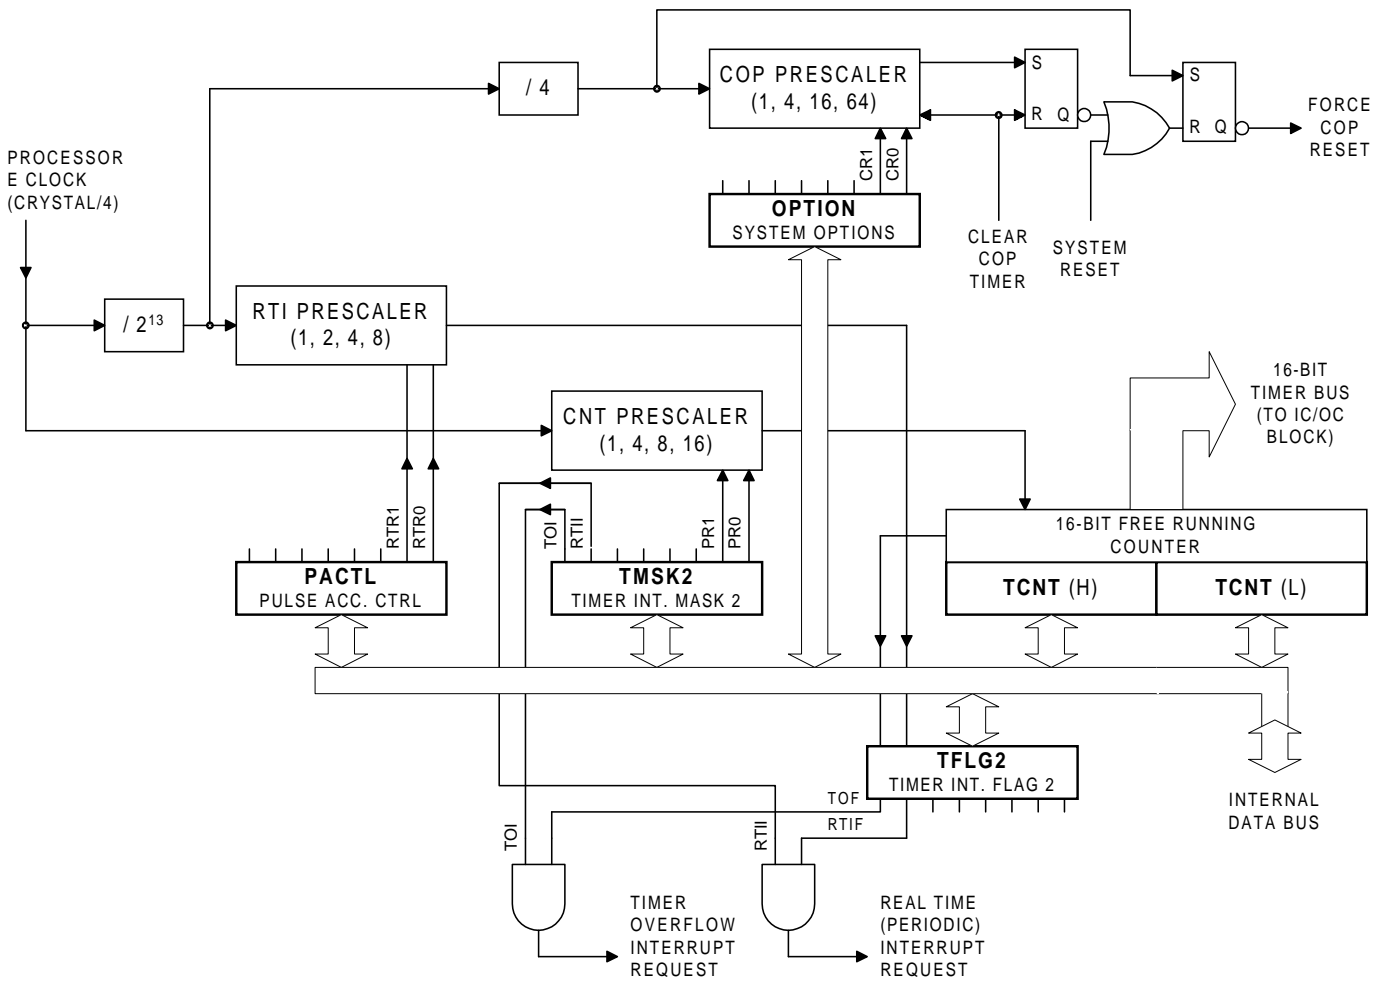 / 4
COP PRESCALER
(1, 4, 16, 64)
S
R Q
S
R Q
FORCE
COP
RESET
PROCESSOR
E CLOCK
(CRYSTAL/4)
CR1
CR0
OPTION
SYSTEM OPTIONS
CLEAR
COP
TIMER
SYSTEM
RESET
/ 2¹³
RTI PRESCALER
(1, 2, 4, 8)
CNT PRESCALER
(1, 4, 8, 16)
16-BIT
TIMER BUS
(TO IC/OC
BLOCK)
RTR1
RTR0
TOI
RTII
PR1
PR0
16-BIT FREE RUNNING
COUNTER
PACTL
PULSE ACC. CTRL
TMSK2
TIMER INT. MASK 2
TCNT (H)
TCNT (L)
TFLG2
TIMER INT. FLAG 2
TOF
RTIF
TOI
RTII
INTERNAL
DATA BUS
TIMER
OVERFLOW
INTERRUPT
REQUEST
REAL TIME
(PERIODIC)
INTERRUPT
REQUEST